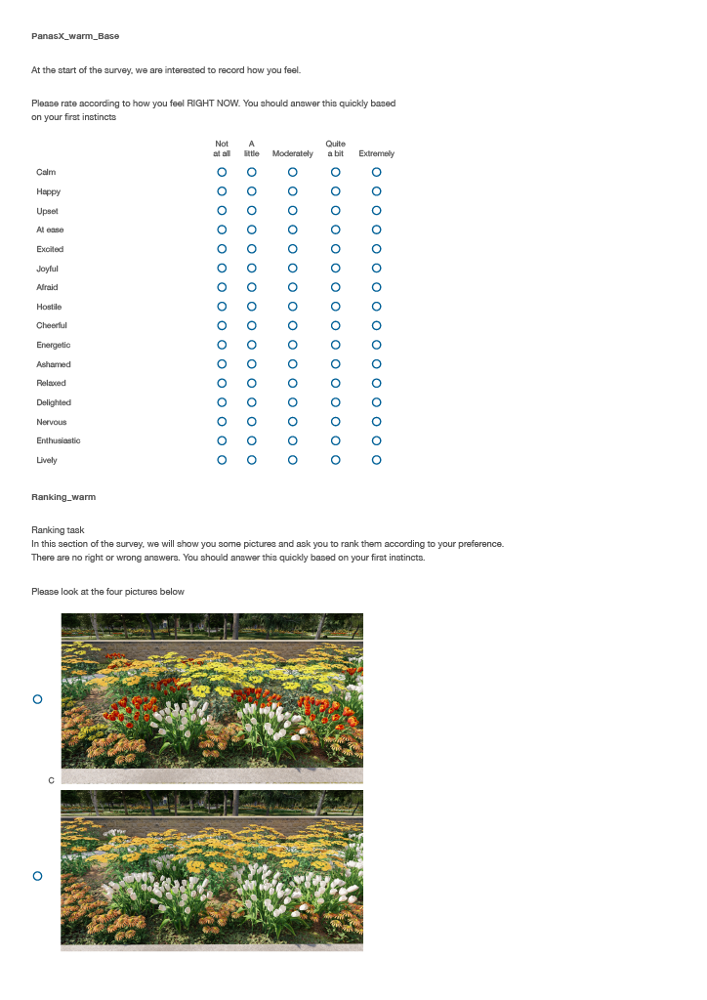 PanasX_warm_Base
At the start of the survey, we are interested to record how you feel.
Please rate according to how you feel RIGHT NOW. You should answer this quickly based
on your first instincts
Not at all A little Moderately Quite a bit Extremely
Calm
Happy
Upset
At ease
Excited
Joyful
Afraid
Hostile
Cheerful
Energetic
Ashamed
Relaxed
Delighted
Nervous
Enthusiastic
Lively
Ranking_warm
Ranking task
In this section of the survey, we will show you some pictures and ask you to rank them according to your preference.
There are no right or wrong answers. You should answer this quickly based on your first instincts.
Please look at the four pictures below
C